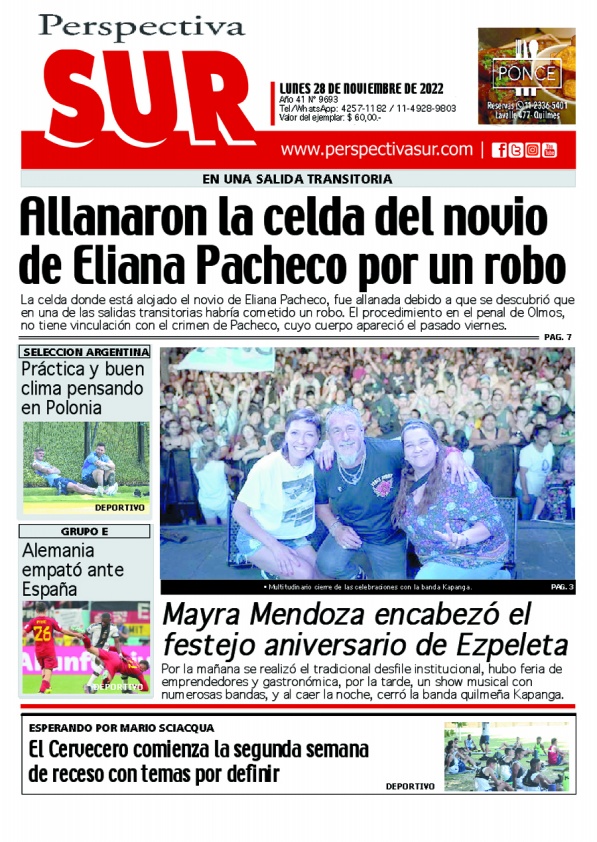 Perspectiva
SUR
LUNES 28 DE NOVIEMBRE DE 2022
Año 41 N° 9693
Tel/WhatsApp: 4257-1182 / 11-4928-9803
Valor del ejemplar: $ 60,00.-
PONCE
Reservas 11-2336-5401
Lavalle 477- Quilmes
www.perspectivasur.com |
EN UNA SALIDA TRANSITORIA
Allanaron la celda del novio
de Eliana Pacheco por un robo
La celda donde está alojado el novio de Eliana Pacheco, fue allanada debido a que se descubrió que
en una de las salidas transitorias habría cometido un robo. El procedimiento en el penal de Olmos,
no tiene vinculación con el crimen de Pacheco, cuyo cuerpo apareció el pasado viernes.
PAG. 7
SELECCION ARGENTINA
Práctica y buen
clima pensando
en Polonia
DEPORTIVO
GRUPO E
Alemania
empató ante
España
26
DEPORTIVO
• Multitudinario cierre de las celebraciones con la banda Kapanga.
PAG. 3
Mayra Mendoza encabezó el
festejo aniversario de Ezpeleta
Por la mañana se realizó el tradicional desfile institucional, hubo feria de
emprendedores y gastronómica, por la tarde, un show musical con
numerosas bandas, y al caer la noche, cerró la banda quilmeña Kapanga.
ESPERANDO POR MARIO SCIACQUA
El Cervecero comienza la segunda semana
de receso con temas por definir
DEPORTIVO